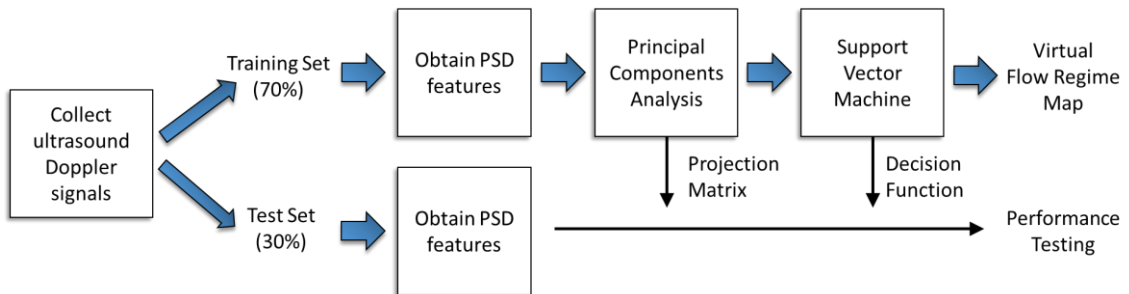 Collect
ultrasound
Doppler
signals
Training Set
(70%)
Obtain PSD
features
Principal
Components
Analysis
Support
Vector
Machine
Virtual
Flow Regime
Map
Projection
Matrix
Decision
Function
Test Set
(30%)
Obtain PSD
features
Performance
Testing